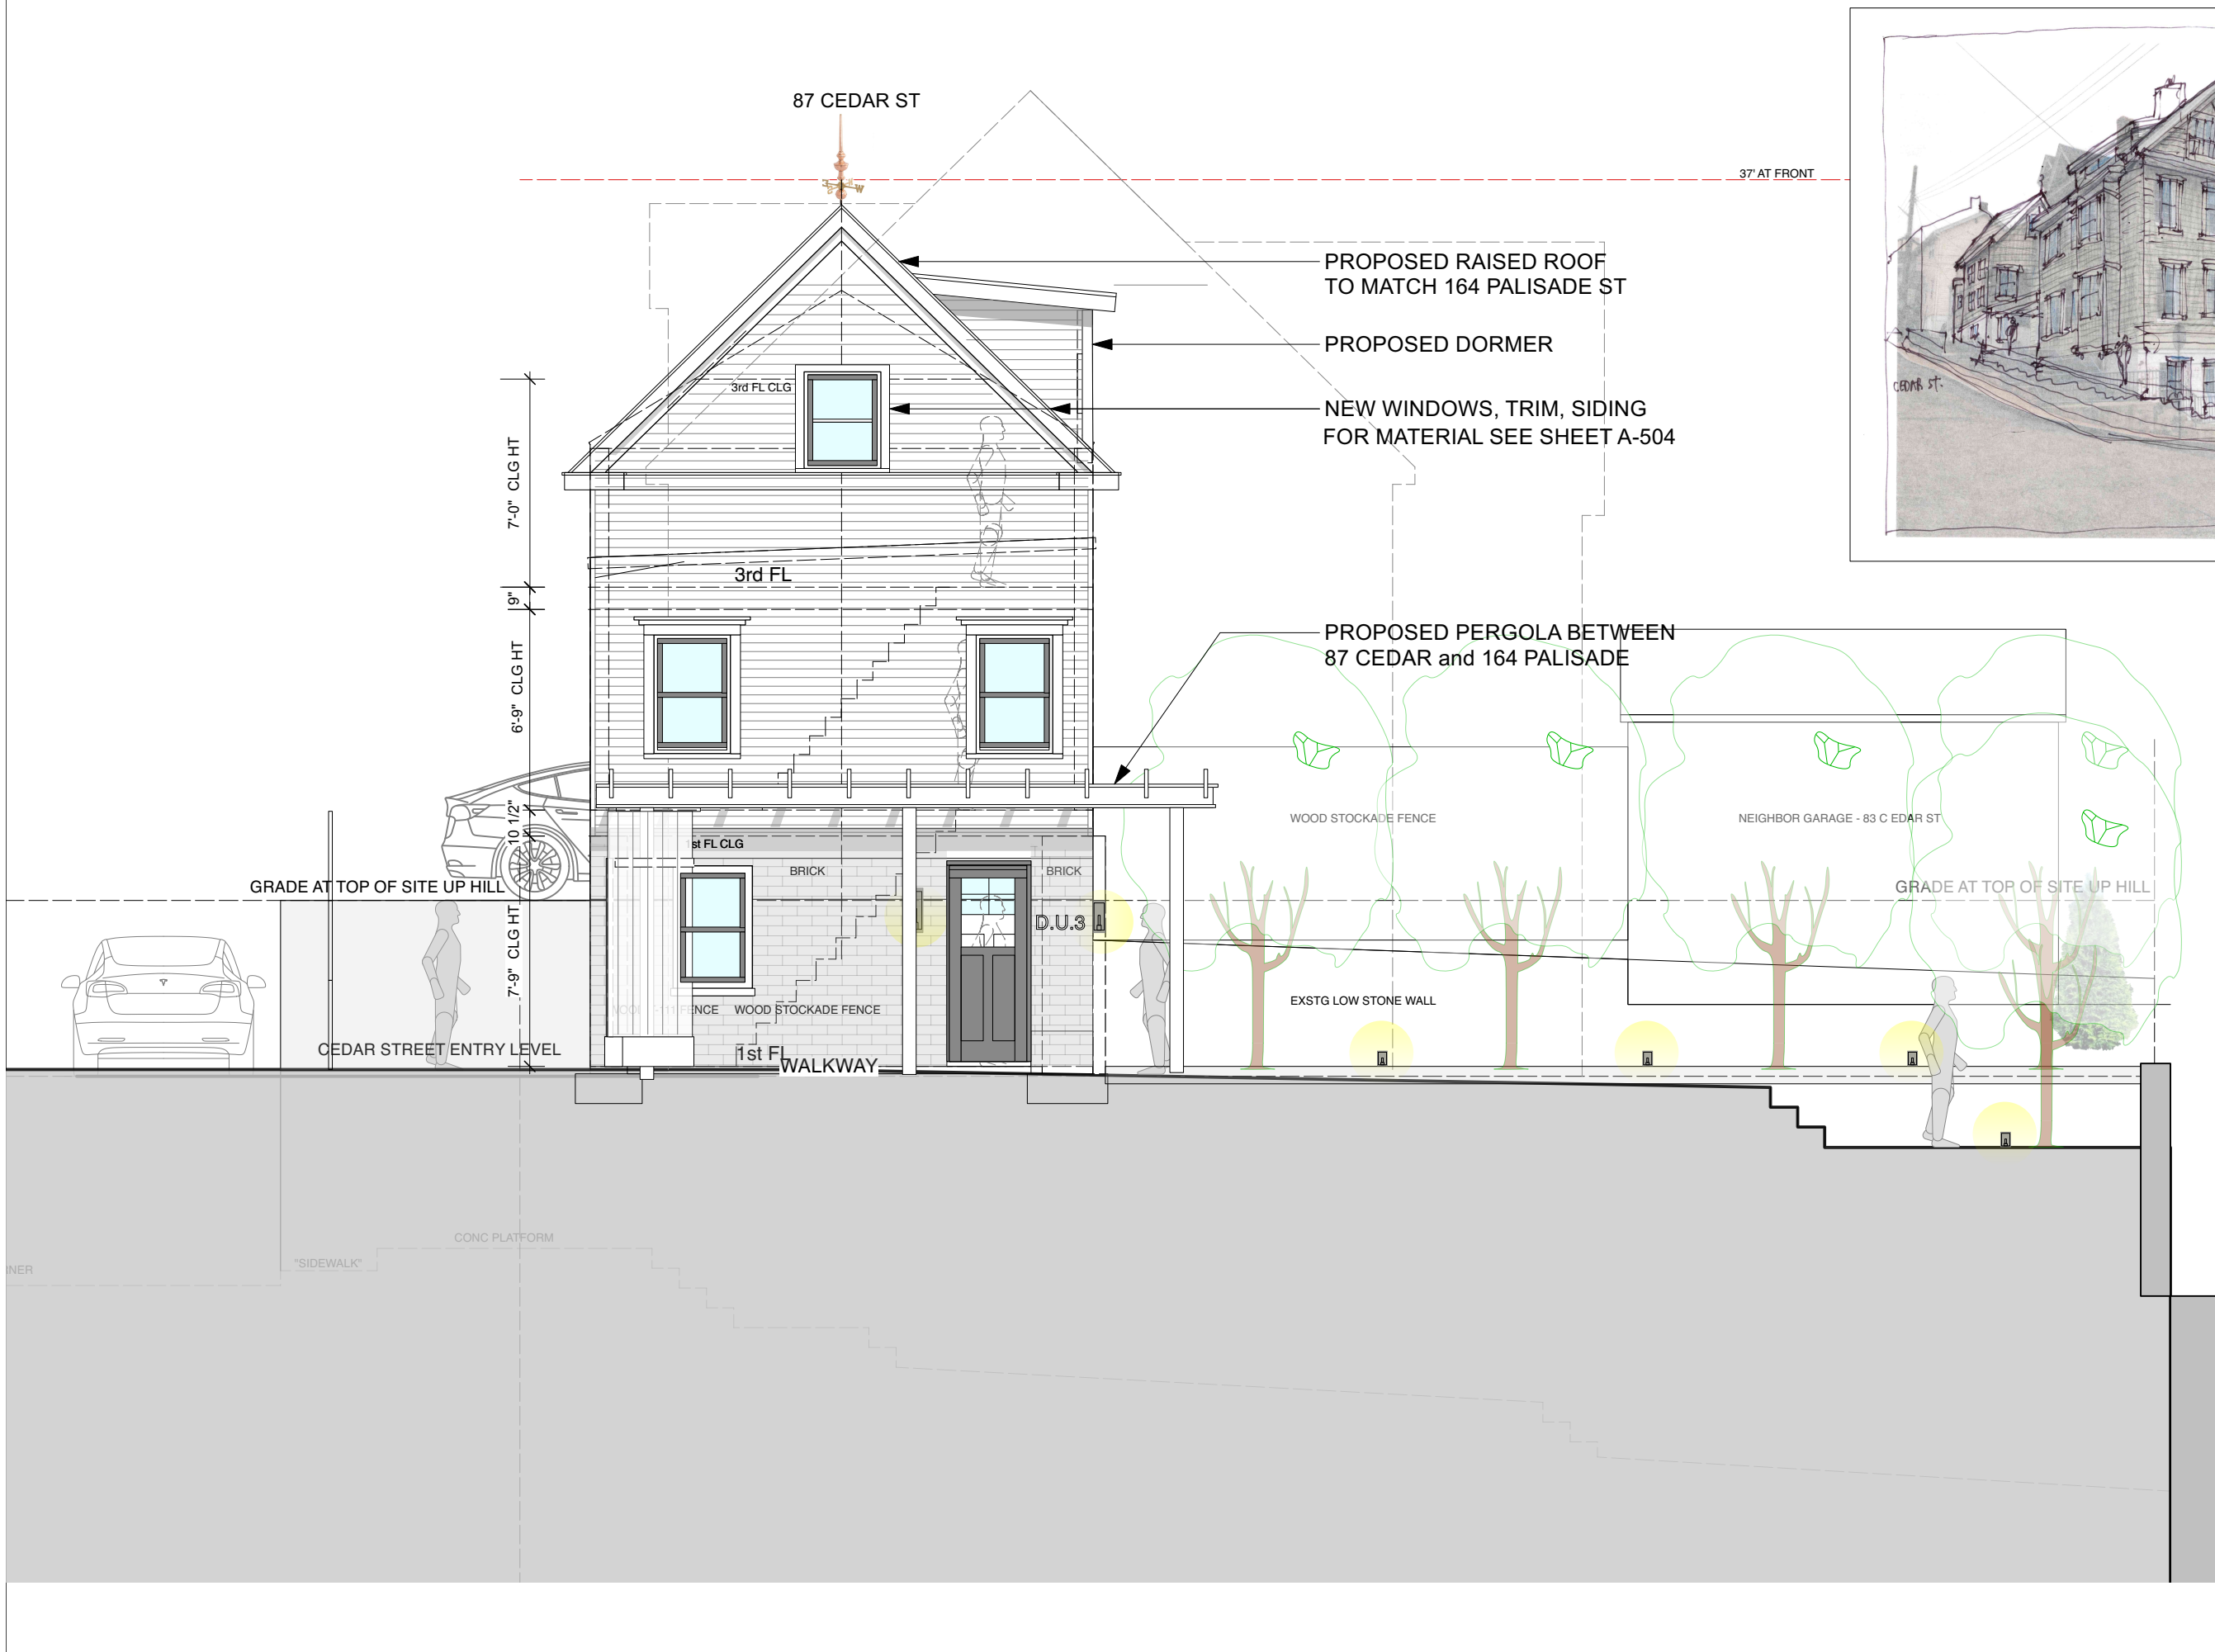 87 CEDAR ST
W
37' AT FRONT
PROPOSED RAISED ROOF
TO MATCH 164 PALISADE ST
PROPOSED DORMER
3rd FL CLG
NEW WINDOWS, TRIM, SIDING
FOR MATERIAL SEE SHEET A-504
CEDAR ST.
7'-0" CLG HT
3rd FL
9"
PROPOSED PERGOLA BETWEEN
87 CEDAR and 164 PALISADE
6'-9" CLG HT
10 1/2"
WOOD STOCKADE FENCE
NEIGHBOR GARAGE - 83 C EDAR ST
1st FL CLG
BRICK
BRICK
GRADE AT TOP OF SITE UP HILL
GRADE AT TOP OF SITE UP HILL
D.U.3
7'-9" CLG HT
EXSTG LOW STONE WALL
FENCE
WOOD STOCKADE FENCE
CEDAR STREET ENTRY LEVEL
1st FL
WALKWAY
CONC PLATFORM
"SIDEWALK"